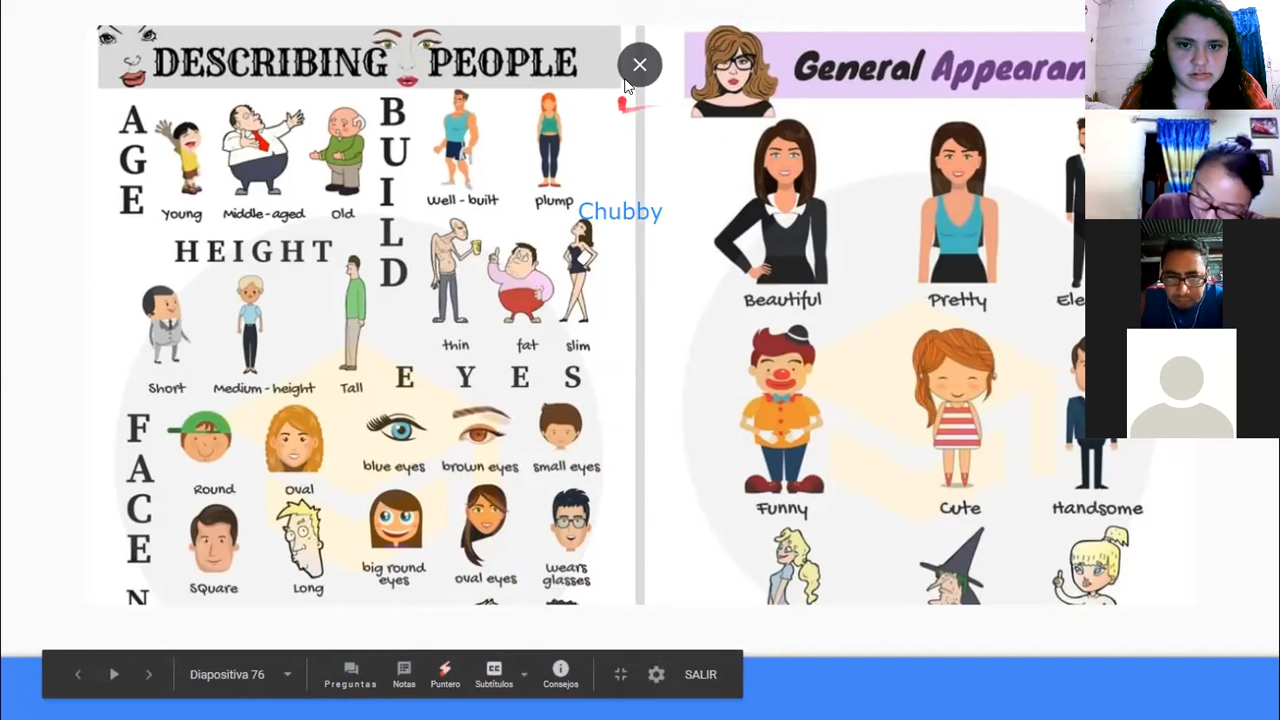 DESCRIBING PEOPLE
AGE
Young Middle-aged Old
BUILD
Well-built plump
Chubby
thin fat slim
HEIGHT
Short Medium-height Tall
EYES
blue eyes brown eyes small eyes
big round eyes oval eyes wears glasses
FACE
Round Oval
Square Long
N
General Appearan
Beautiful Pretty Ele
Funny Cute Handsome
Diapositiva 76
Preguntas Notas Puntero Subtítulos Consejos
SALIR